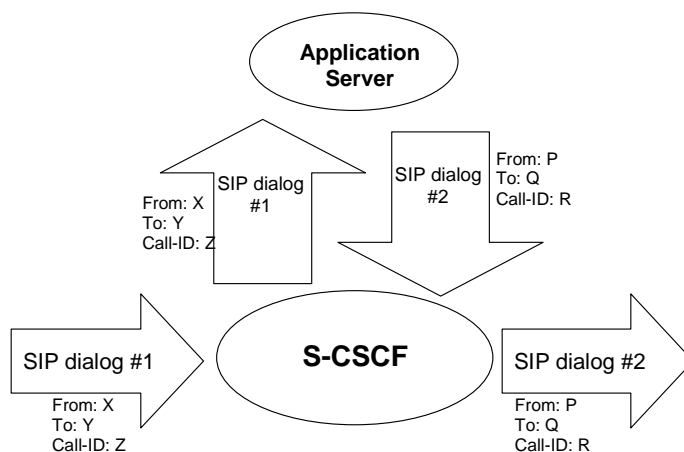 Application
Server
SIP dialog
#1
From: X
To: Y
Call-ID: Z
SIP dialog
#2
From: P
To: Q
Call-ID: R
S-CSCF
SIP dialog #1
From: X
To: Y
Call-ID: Z
SIP dialog #2
From: P
To: Q
Call-ID: R